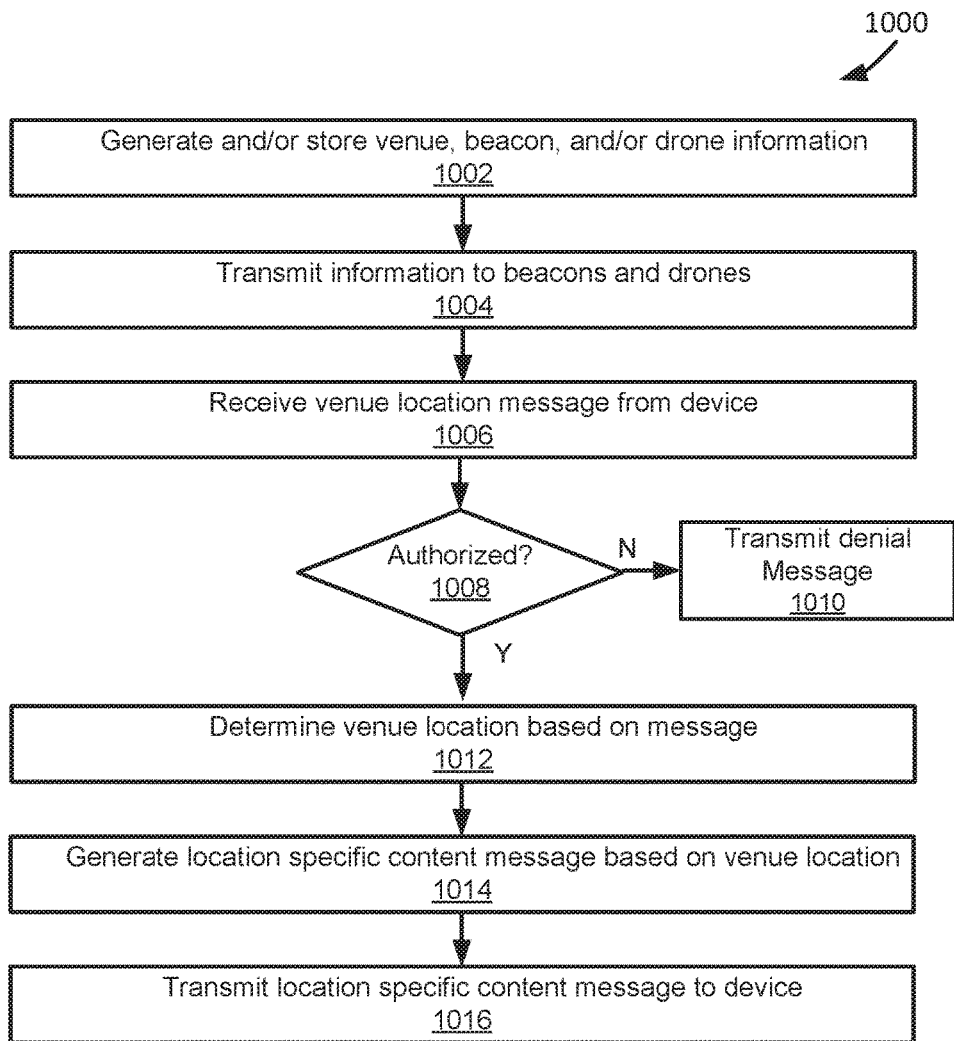 1000
Generate and/or store venue, beacon, and/or drone information
1002
Transmit information to beacons and drones
1004
Receive venue location message from device
1006
Authorized?
1008
N
Transmit denial
Message
1010
Y
Determine venue location based on message
1012
Generate location specific content message based on venue location
1014
Transmit location specific content message to device
1016